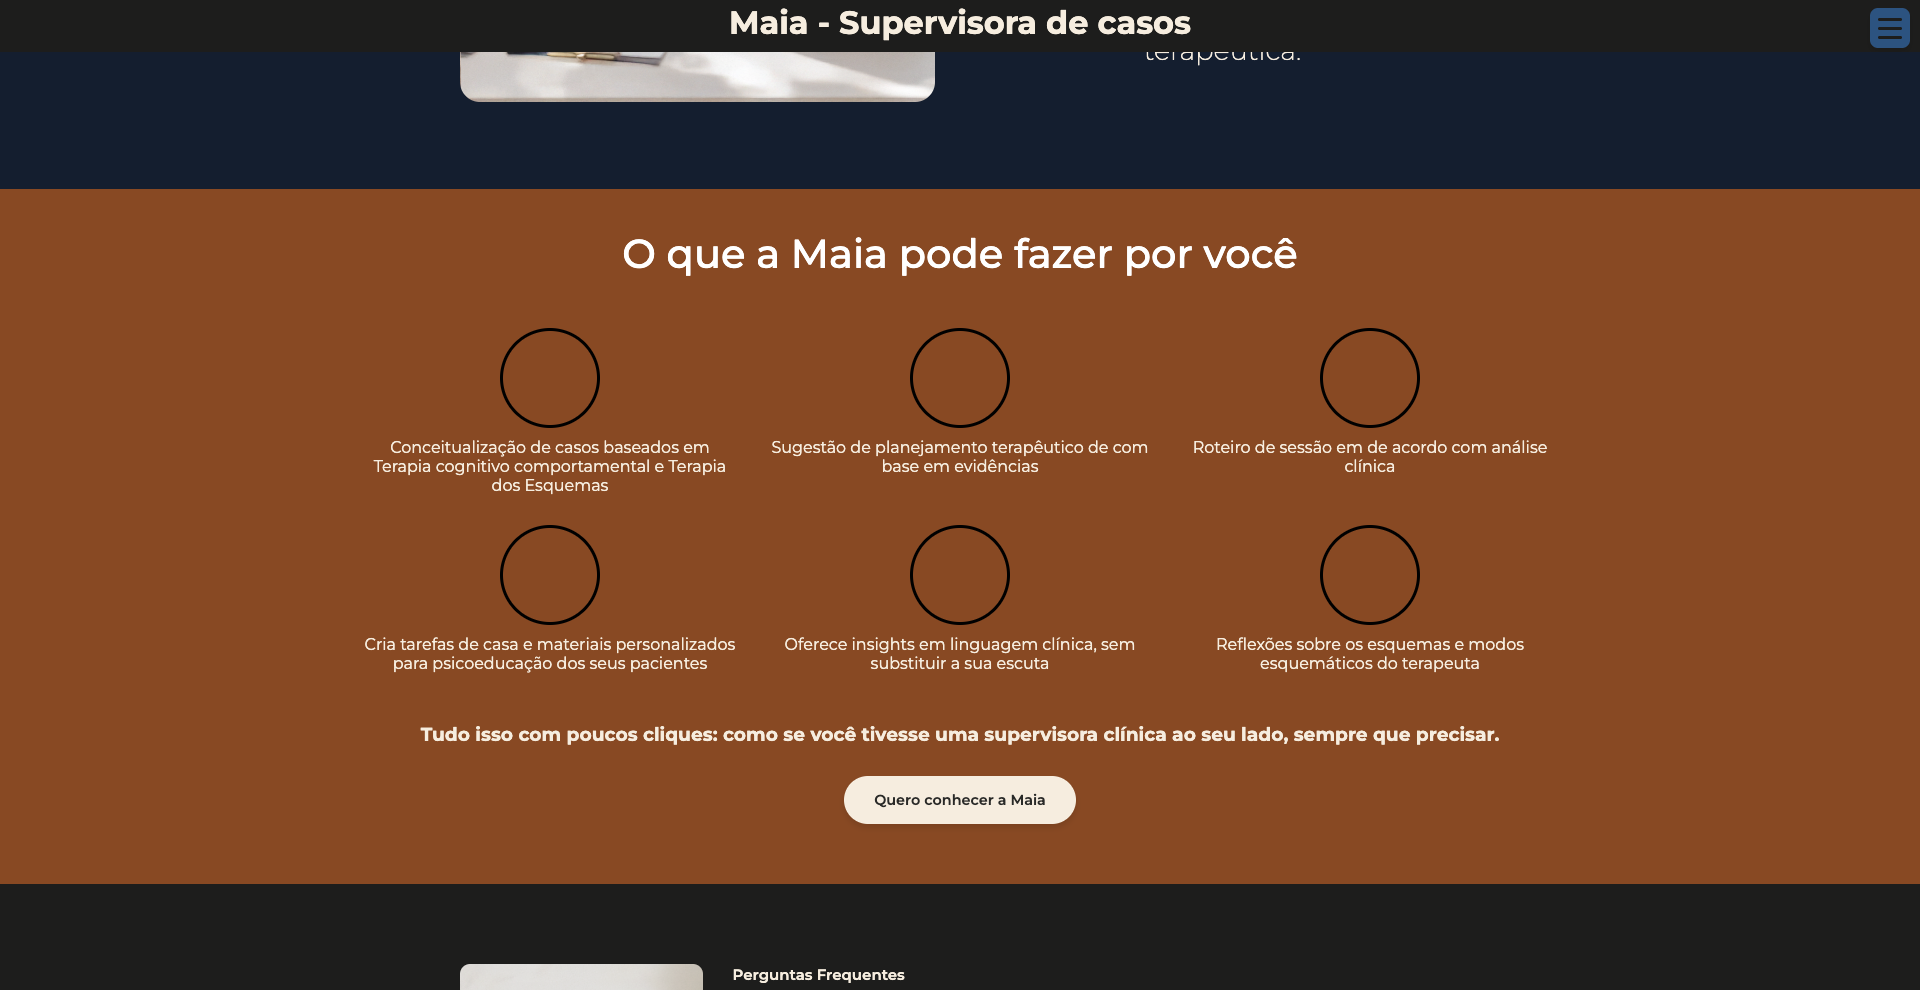 Maia - Supervisora de casos
terapêutica.
O que a Maia pode fazer por você
Conceitualização de casos baseados em
Terapia cognitivo comportamental e Terapia
dos Esquemas
Sugestão de planejamento terapêutico de com
base em evidências
Roteiro de sessão em de acordo com análise
clínica
Cria tarefas de casa e materiais personalizados
para psicoeducação dos seus pacientes
Oferece insights em linguagem clínica, sem
substituir a sua escuta
Reflexões sobre os esquemas e modos
esquemáticos do terapeuta
Tudo isso com poucos cliques: como se você tivesse uma supervisora clínica ao seu lado, sempre que precisar.
Quero conhecer a Maia
Perguntas Frequentes